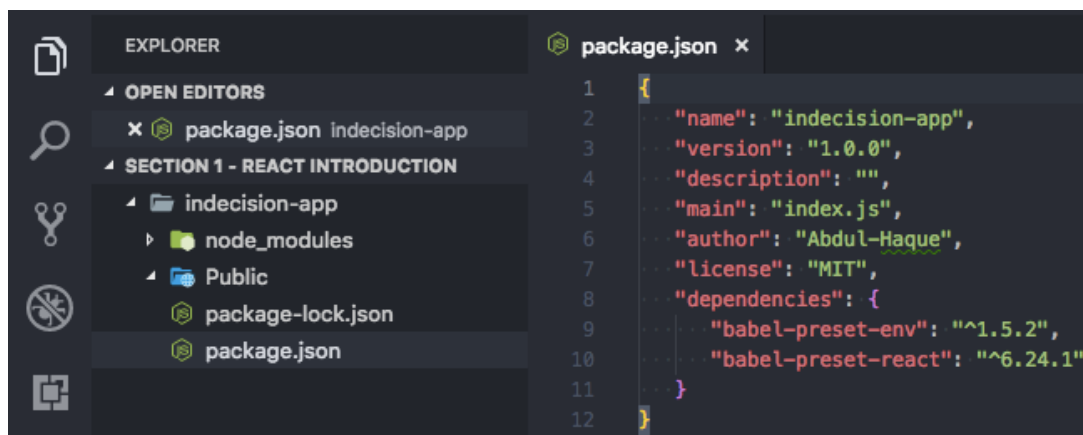 EXPLORER
OPEN EDITORS
package.json indecision-app
SECTION 1 - REACT INTRODUCTION
indecision-app
node_modules
Public
package-lock.json
package.json
package.json
1 {
2 "name": "indecision-app",
3 "version": "1.0.0",
4 "description": "",
5 "main": "index.js",
6 "author": "Abdul-Haque",
7 "license": "MIT",
8 "dependencies": {
9 "babel-preset-env": "^1.5.2",
10 "babel-preset-react": "^6.24.1"
11 }
12 }